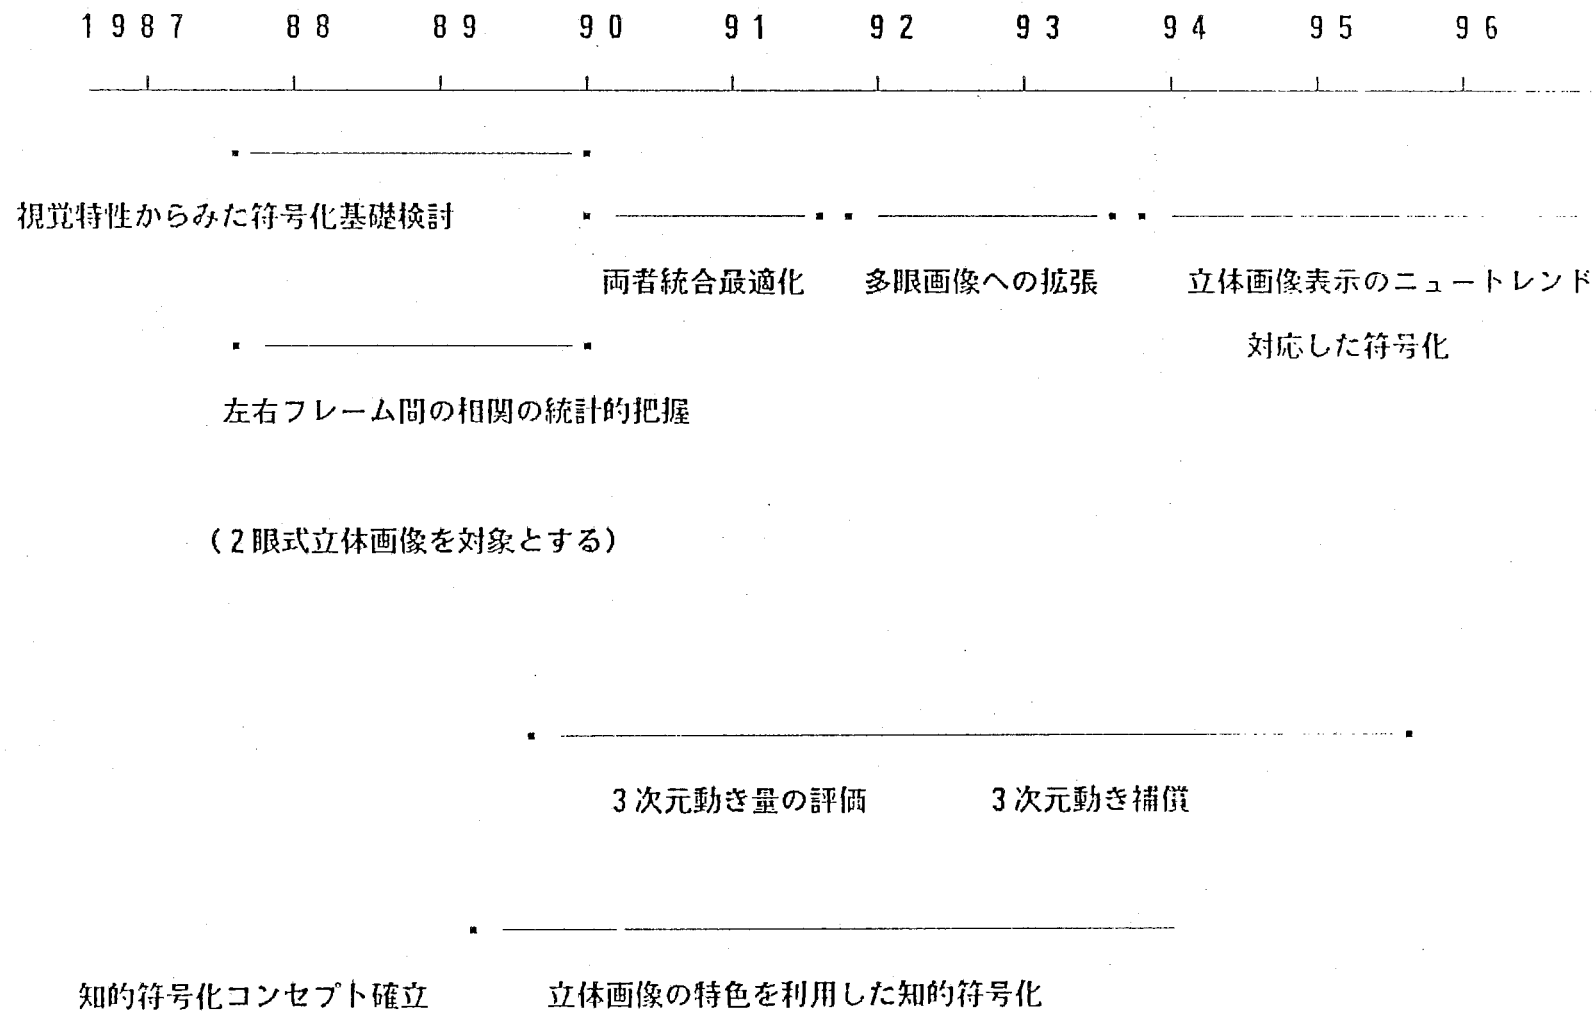 1987 88 89 90 91 92 93 94 95 96
視覚特性からみた符号化基礎検討
両者統合最適化 多眼画像への拡張 立体画像表示のニュートレンド
対応した符号化
左右フレーム間の相関の統計的把握
(2眼式立体画像を対象とする)
3次元動き量の評価 3次元動き補償
知的符号化コンセプト確立 立体画像の特色を利用した知的符号化